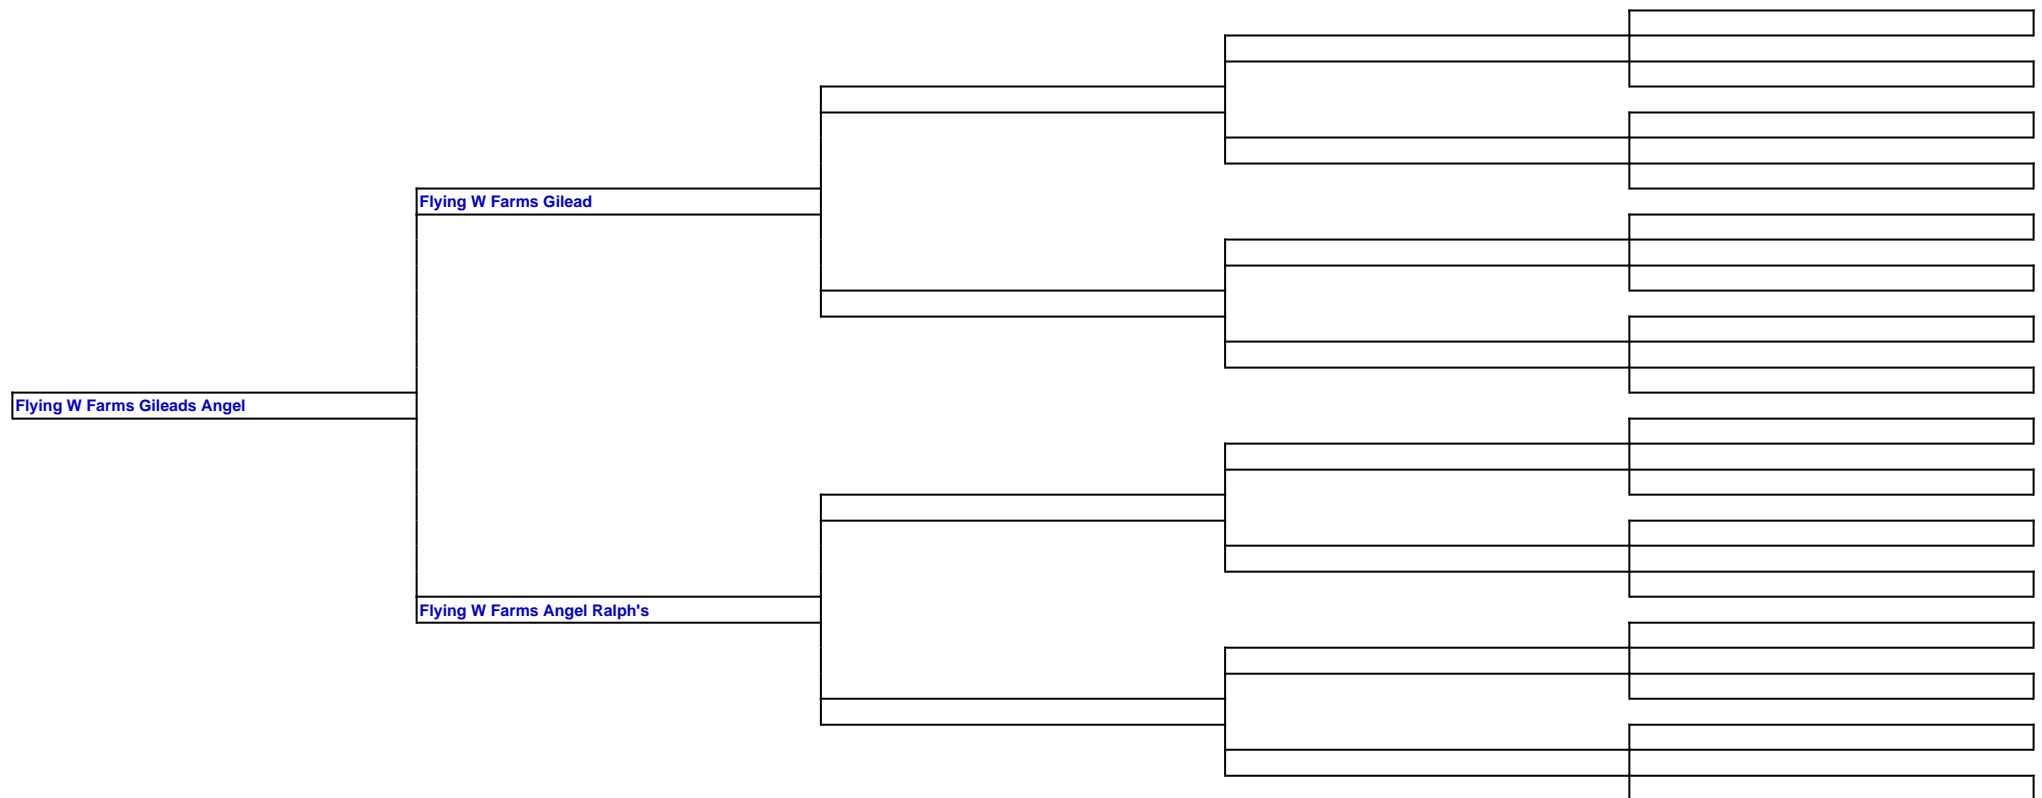 Flying W Farms Gilead
Flying W Farms Gileads Angel
Flying W Farms Angel Ralph's